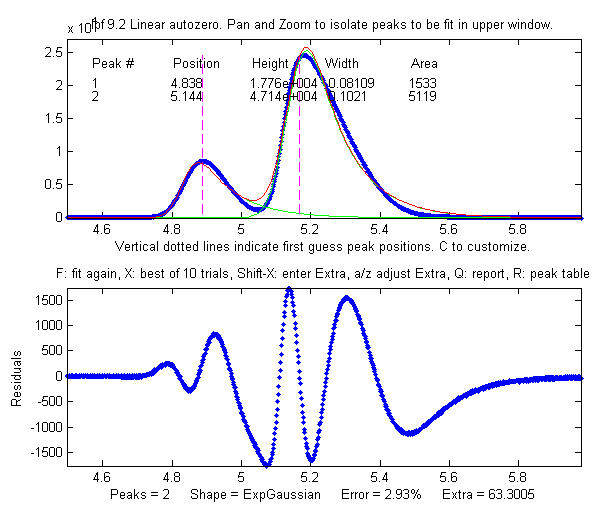 x 10
fbf 9.2 Linear autozero. Pan and Zoom to isolate peaks to be fit in upper window.
2.5
Peak # Position Height Width Area
1 4.838 1.776e+004 0.08109 1533
2 5.144 4.714e+004 0.1021 5119
2
1.5
1
0.5
0
4.6 4.8 5 5.2 5.4 5.6 5.8
Vertical dotted lines indicate first guess peak positions. C to customize.
F: fit again, X: best of 10 trials, Shift-X: enter Extra, a/z adjust Extra, Q: report, R: peak table
1500
1000
500
0
-500
-1000
-1500
Residuals
4.6 4.8 5 5.2 5.4 5.6 5.8
Peaks = 2 Shape = ExpGaussian Error = 2.93% Extra = 63.3005